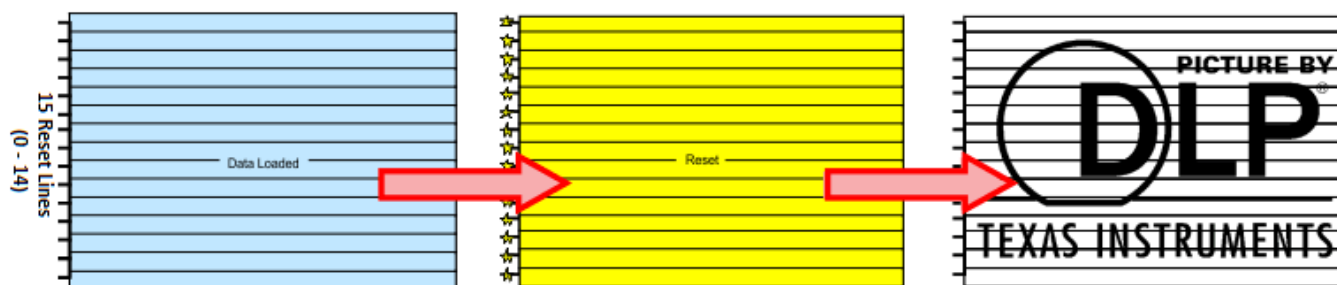 15 Reset Lines
(0 - 14)
Data Loaded
Reset
PICTURE BY
DLP®
TEXAS INSTRUMENTS